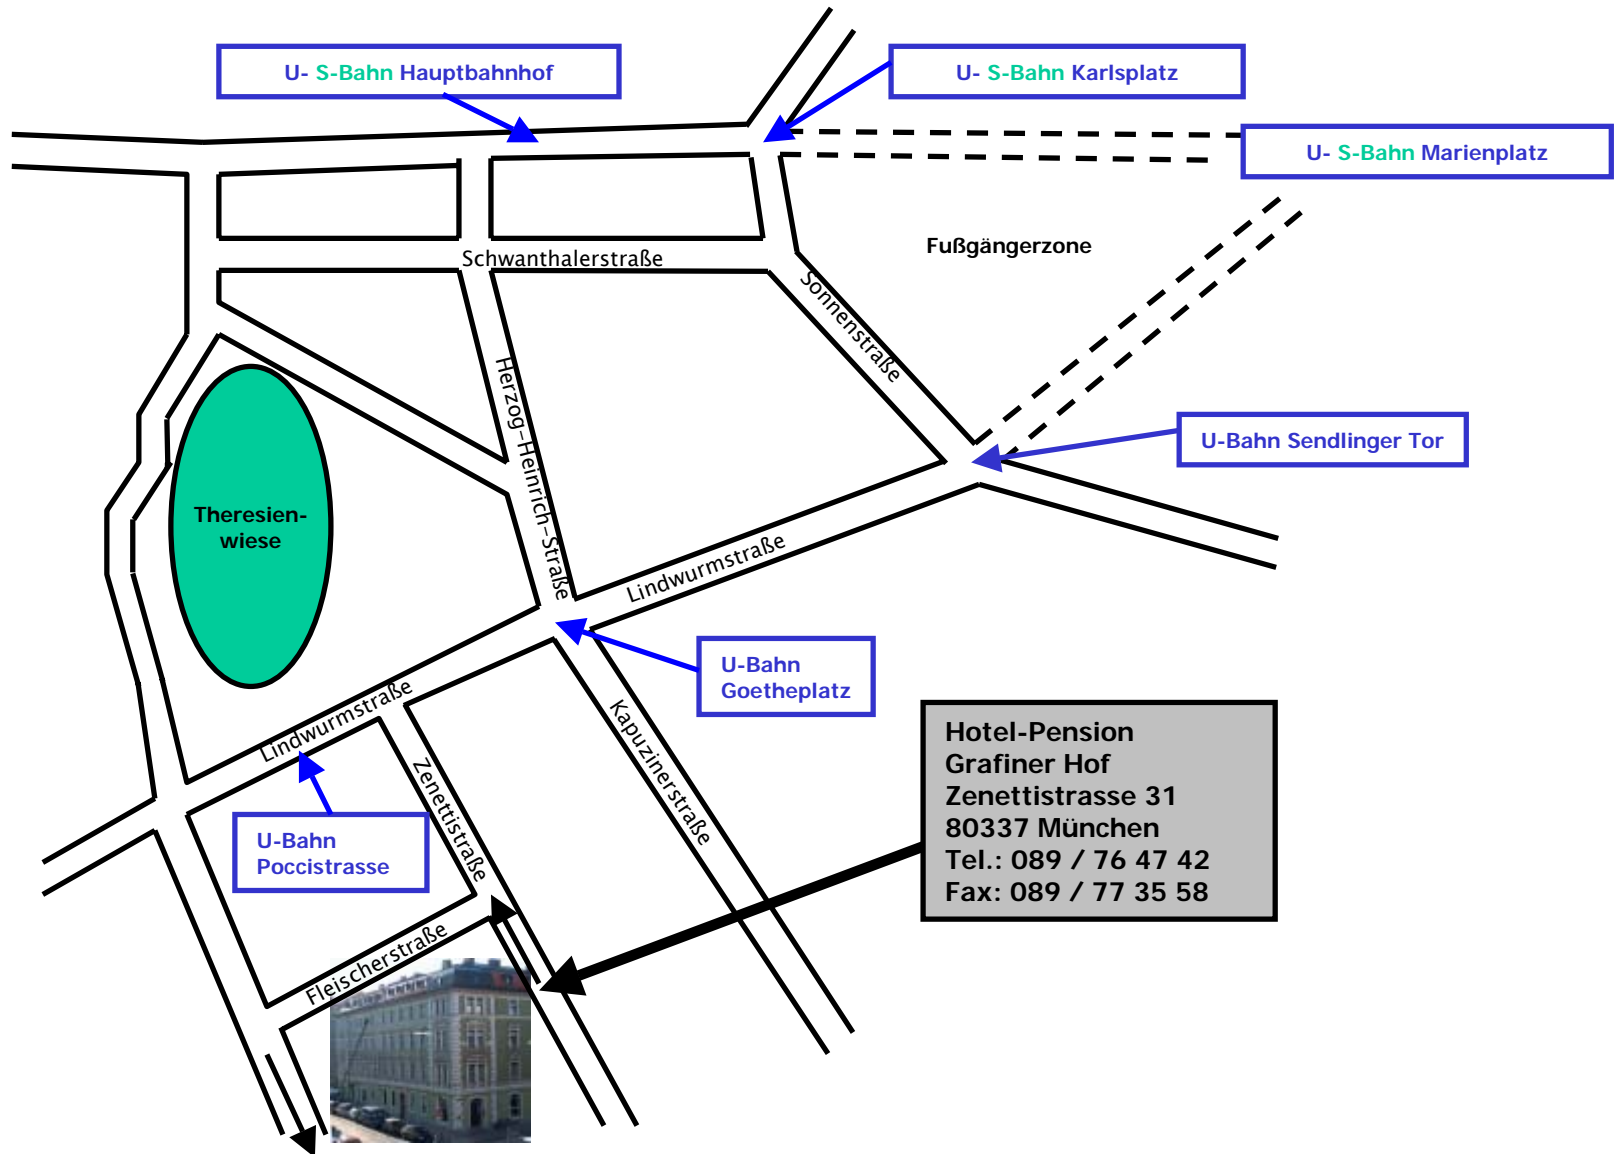 U- S-Bahn Hauptbahnhof
U- S-Bahn Karlsplatz
U- S-Bahn Marienplatz
Fußgängerzone
Schwanthalerstraße
Sonnenstraße
Herzog-Heinrich-Straße
U-Bahn Sendlinger Tor
Theresien-
wiese
Lindwurmstraße
U-Bahn
Goetheplatz
Lindwurmstraße
Kapuzinerstraße
Zenettistraße
Hotel-Pension
Grafiner Hof
Zenettistrasse 31
80337 München
Tel.: 089 / 76 47 42
Fax: 089 / 77 35 58
U-Bahn
Poccistrasse
Fleischerstraße